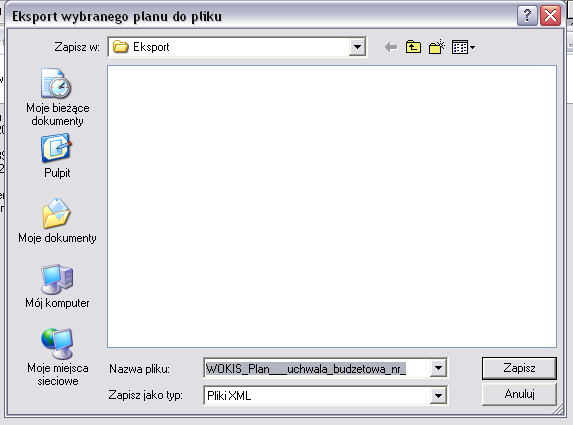 Eksport wybranego planu do pliku
Zapisz w:
Eksport
Moje bieżące
dokumenty
Pulpit
Moje dokumenty
Mój komputer
Moje miejsca
sieciowe
Nazwa pliku:
WOKIS_Plan___uchwala_budzetowa_nr_
Zapisz
Zapisz jako typ:
Pliki XML
Anuluj